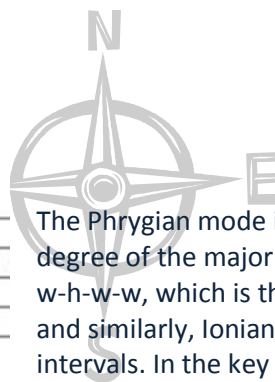 N
E
The Phrygian mode i
degree of the major
w-h-w-w, which is th
and similarly, Ionian
intervals. In the key
S